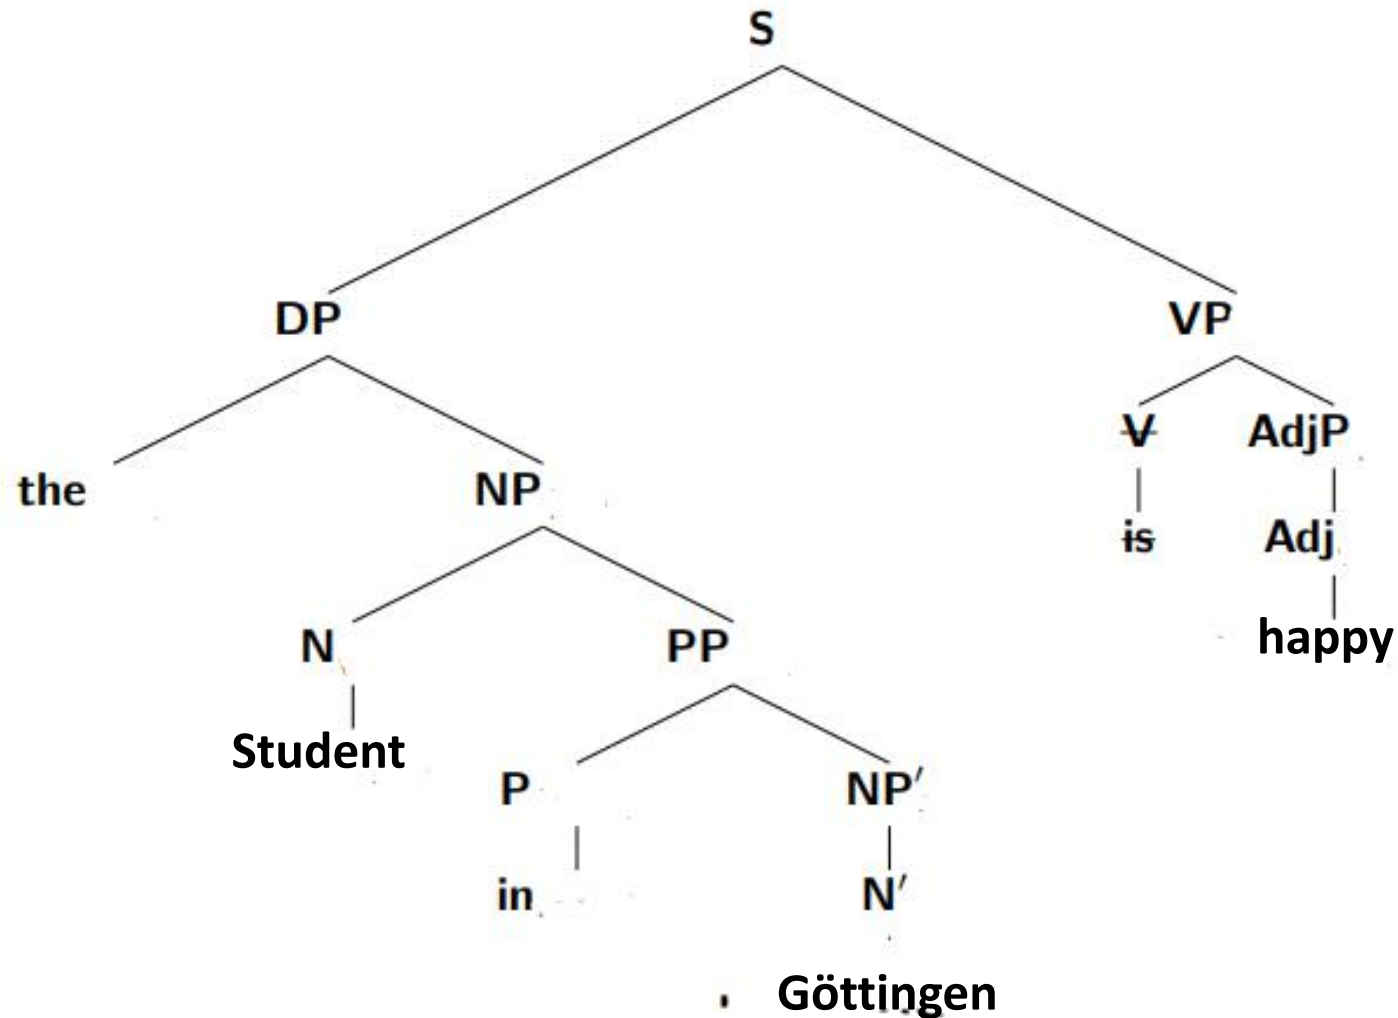 S
DP VP
V AdjP
the NP
is Adj
N PP
happy
Student
P NP′
in N′
Göttingen